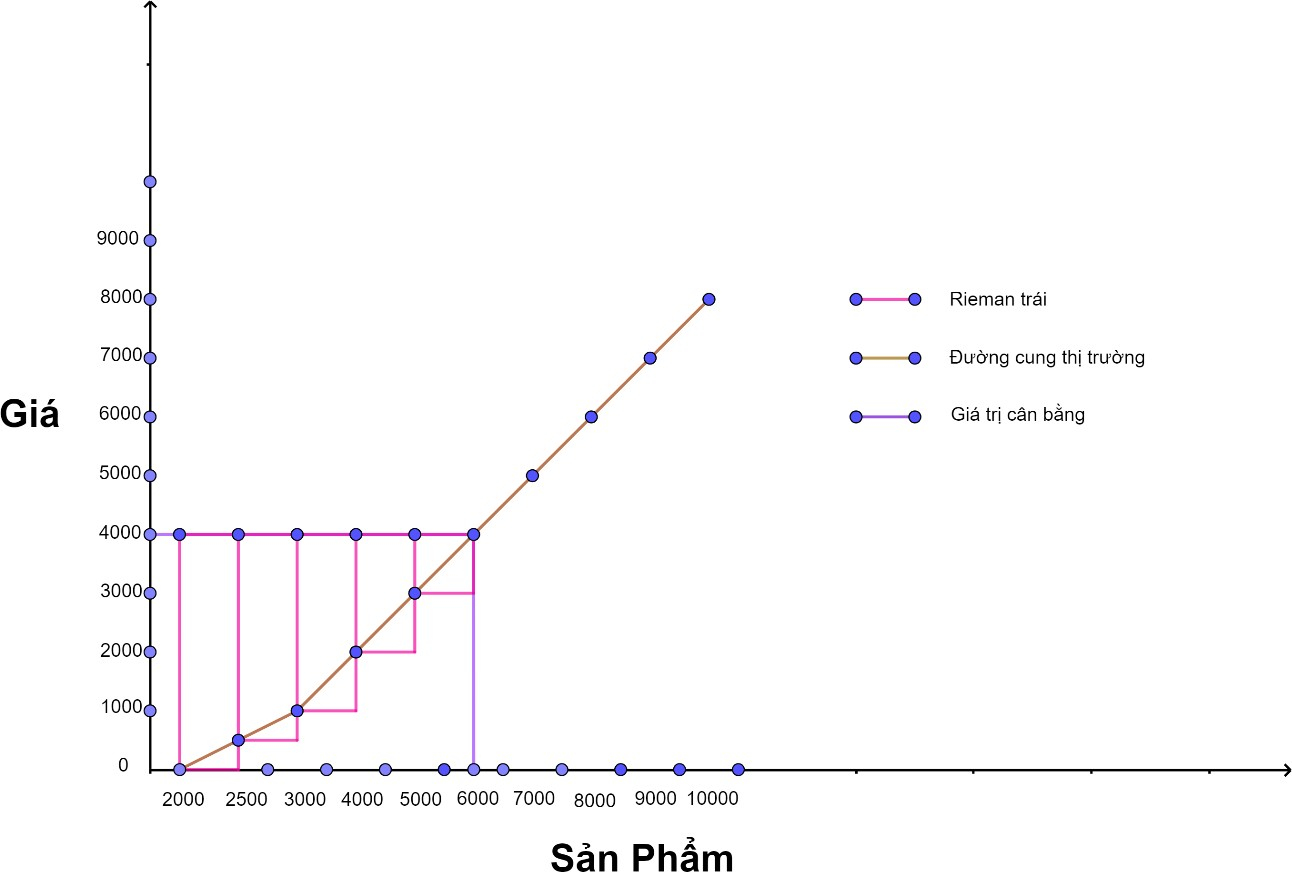 9000
8000
7000
6000
5000
4000
3000
2000
1000
0
Giá
Rieman trái
Đường cung thị trường
Giá trị cân bằng
2000 2500 3000 4000 5000 6000 7000 8000 9000 10000
Sản Phẩm